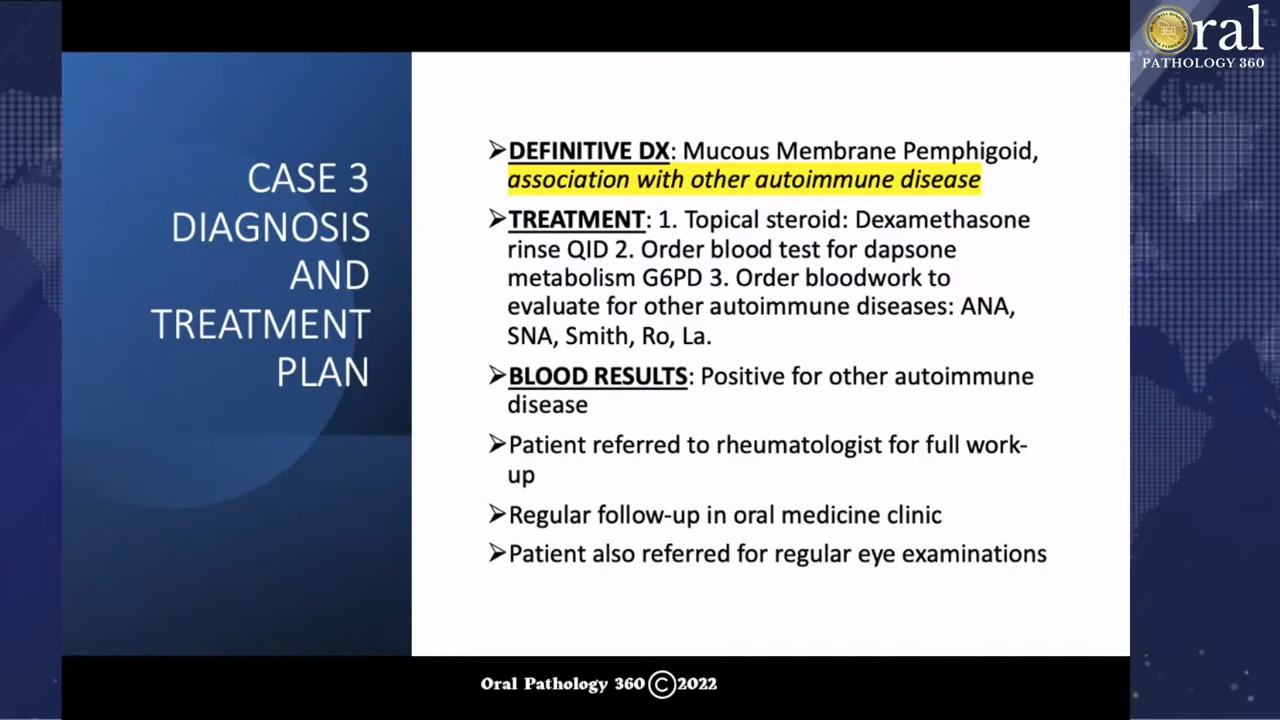 Oral
PATHOLOGY 360
CASE 3
DIAGNOSIS
AND
TREATMENT
PLAN
➢DEFINITIVE DX: Mucous Membrane Pemphigoid,
association with other autoimmune disease
➢TREATMENT: 1. Topical steroid: Dexamethasone
rinse QID 2. Order blood test for dapsone
metabolism G6PD 3. Order bloodwork to
evaluate for other autoimmune diseases: ANA,
SNA, Smith, Ro, La.
➢BLOOD RESULTS: Positive for other autoimmune
disease
➢Patient referred to rheumatologist for full work-
up
➢Regular follow-up in oral medicine clinic
➢Patient also referred for regular eye examinations
Oral Pathology 360©2022